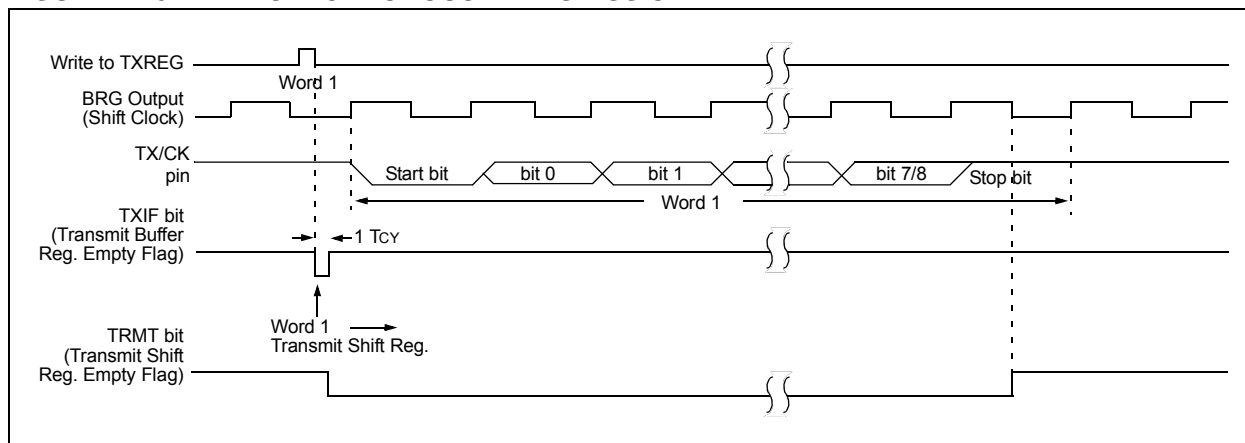 Write to TXREG
Word 1
BRG Output
(Shift Clock)
TX/CK
pin
Start bit
bit 0
bit 1
bit 7/8
Stop bit
Word 1
TXIF bit
(Transmit Buffer
Reg. Empty Flag)
1 TCY
Word 1
Transmit Shift Reg.
TRMT bit
(Transmit Shift
Reg. Empty Flag)